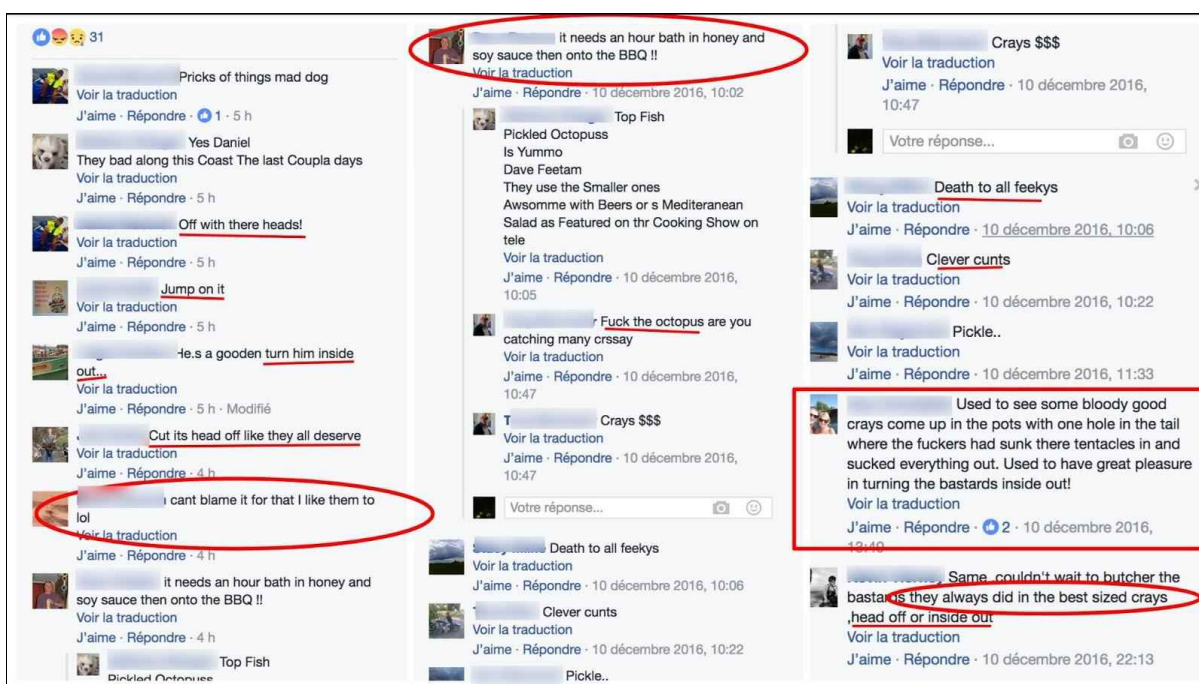 31
Pricks of things mad dog
Voir la traduction
J'aime · Répondre · 1 · 5 h
Yes Daniel
They bad along this Coast The last Coupla days
Voir la traduction
J'aime · Répondre · 5 h
Off with there heads!
Voir la traduction
J'aime · Répondre · 5 h
Jump on it
Voir la traduction
J'aime · Répondre · 5 h
He.s a gooden turn him inside
out...
Voir la traduction
J'aime · Répondre · 5 h · Modifié
Cut its head off like they all deserve
Voir la traduction
J'aime · Répondre · 4 h
cant blame it for that I like them to
lol
Voir la traduction
J'aime · Répondre · 4 h
it needs an hour bath in honey and
soy sauce then onto the BBQ !!
Voir la traduction
J'aime · Répondre · 4 h
Top Fish
Pickled Octopuss
it needs an hour bath in honey and
soy sauce then onto the BBQ !!
Voir la traduction
J'aime · Répondre · 10 décembre 2016, 10:02
Top Fish
Pickled Octopuss
Is Yummo
Dave Feetam
They use the Smaller ones
Awsomme with Beers or s Mediteranean
Salad as Featured on thr Cooking Show on
tele
Voir la traduction
J'aime · Répondre · 10 décembre 2016,
10:05
r Fuck the octopus are you
catching many crssay
Voir la traduction
J'aime · Répondre · 10 décembre 2016,
10:47
T Crays $$$
Voir la traduction
J'aime · Répondre · 10 décembre 2016,
10:47
Votre réponse...
Death to all feekys
Voir la traduction
J'aime · Répondre · 10 décembre 2016, 10:06
Clever cunts
Voir la traduction
J'aime · Répondre · 10 décembre 2016, 10:22
Pickle..
Crays $$$
Voir la traduction
J'aime · Répondre · 10 décembre 2016,
10:47
Votre réponse...
Death to all feekys
Voir la traduction
J'aime · Répondre · 10 décembre 2016, 10:06
Clever cunts
Voir la traduction
J'aime · Répondre · 10 décembre 2016, 10:22
Pickle..
Voir la traduction
J'aime · Répondre · 10 décembre 2016, 11:33
Used to see some bloody good
crays come up in the pots with one hole in the tail
where the fuckers had sunk there tentacles in and
sucked everything out. Used to have great pleasure
in turning the bastards inside out!
Voir la traduction
J'aime · Répondre · 2 · 10 décembre 2016,
Same ,couldn't wait to butcher the
bastards they always did in the best sized crays
,head off or inside out
Voir la traduction
J'aime · Répondre · 10 décembre 2016, 22:13